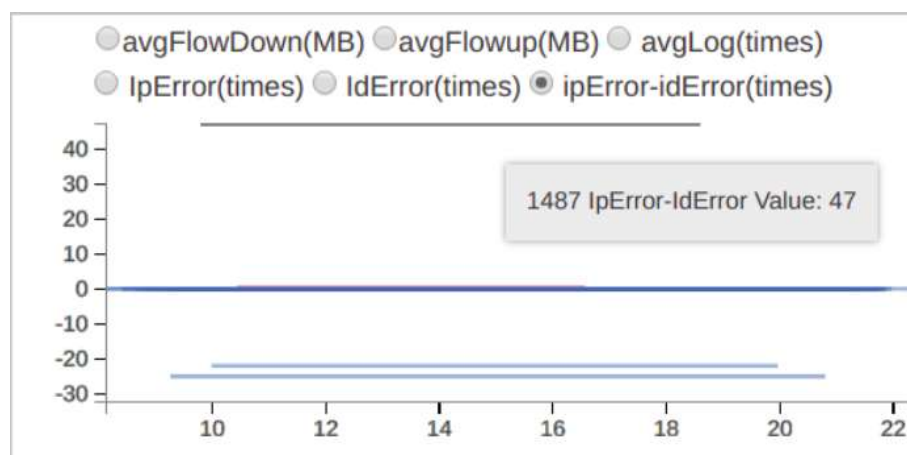 avgFlowDown(MB) avgFlowup(MB) avgLog(times)
IpError(times) IdError(times) ipError-idError(times)
40
30
1487 IpError-IdError Value: 47
20
10
0
-10
-20
-30
10 12 14 16 18 20 22